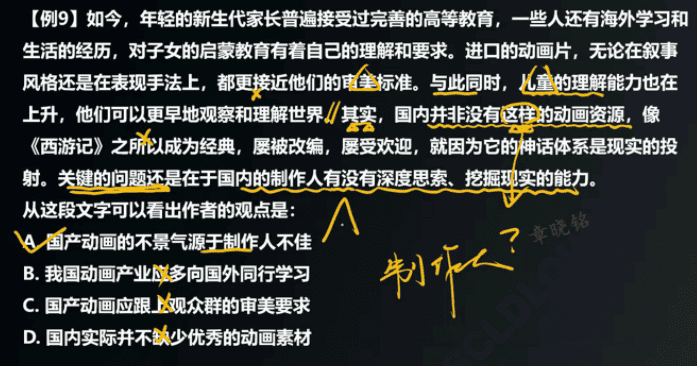 【例9】如今，年轻的新生代家长普遍接受过完善的高等教育，一些人还有海外学习和
生活的经历，对子女的启蒙教育有着自己的理解和要求。进口的动画片，无论在叙事
风格还是在表现手法上，都更接近他们的审美标准。与此同时，儿童的理解能力也在
上升，他们可以更早地观察和理解世界。其实，国内并非没有这样的动画资源，像
《西游记》之所以成为经典，屡被改编，屡受欢迎，就因为它的神话体系是现实的投
射。关键的问题还是在于国内的制作人有没有深度思索、挖掘现实的能力。
从这段文字可以看出作者的观点是：
A. 国产动画的不景气源于制作人不佳
B. 我国动画产业应多向国外同行学习
C. 国产动画应跟上观众群的审美要求
D. 国内实际并不缺少优秀的动画素材
制作人？
章晓铭